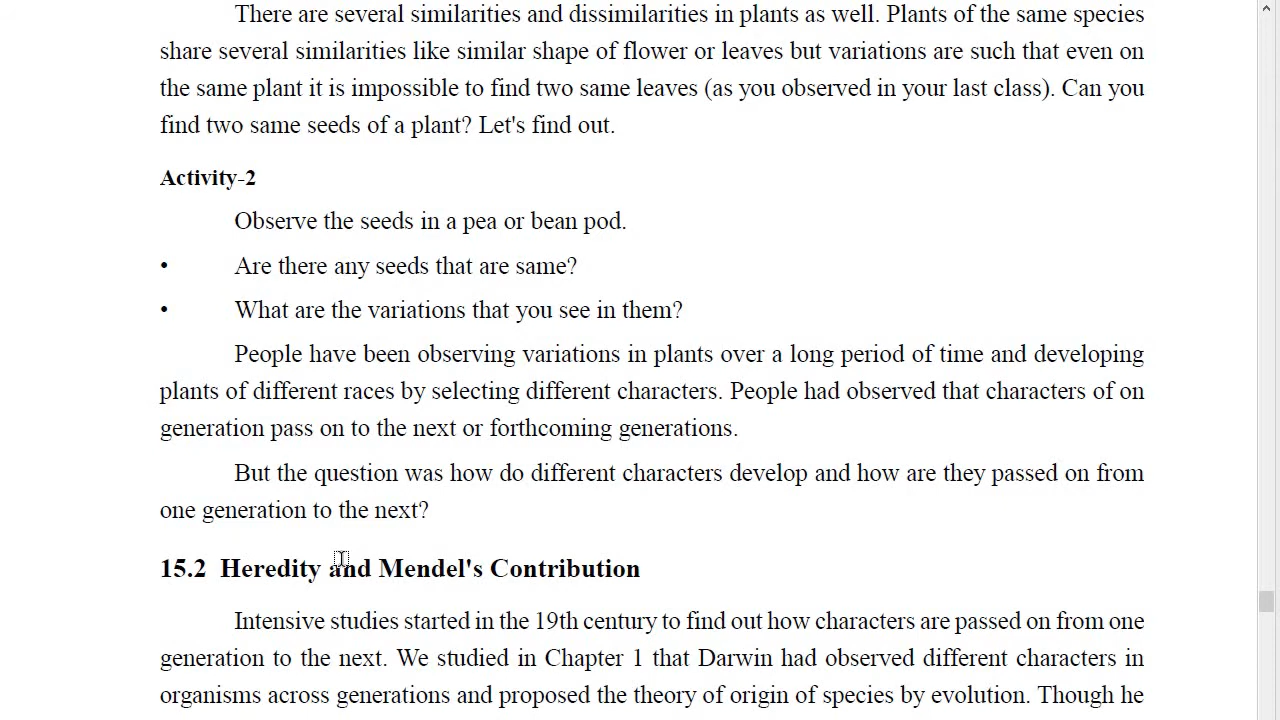 There are several similarities and dissimilarities in plants as well. Plants of the same species
share several similarities like similar shape of flower or leaves but variations are such that even on
the same plant it is impossible to find two same leaves (as you observed in your last class). Can you
find two same seeds of a plant? Let's find out.
Activity-2
Observe the seeds in a pea or bean pod.
• Are there any seeds that are same?
• What are the variations that you see in them?
People have been observing variations in plants over a long period of time and developing
plants of different races by selecting different characters. People had observed that characters of on
generation pass on to the next or forthcoming generations.
But the question was how do different characters develop and how are they passed on from
one generation to the next?
15.2 Heredity and Mendel's Contribution
Intensive studies started in the 19th century to find out how characters are passed on from one
generation to the next. We studied in Chapter 1 that Darwin had observed different characters in
organisms across generations and proposed the theory of origin of species by evolution. Though he